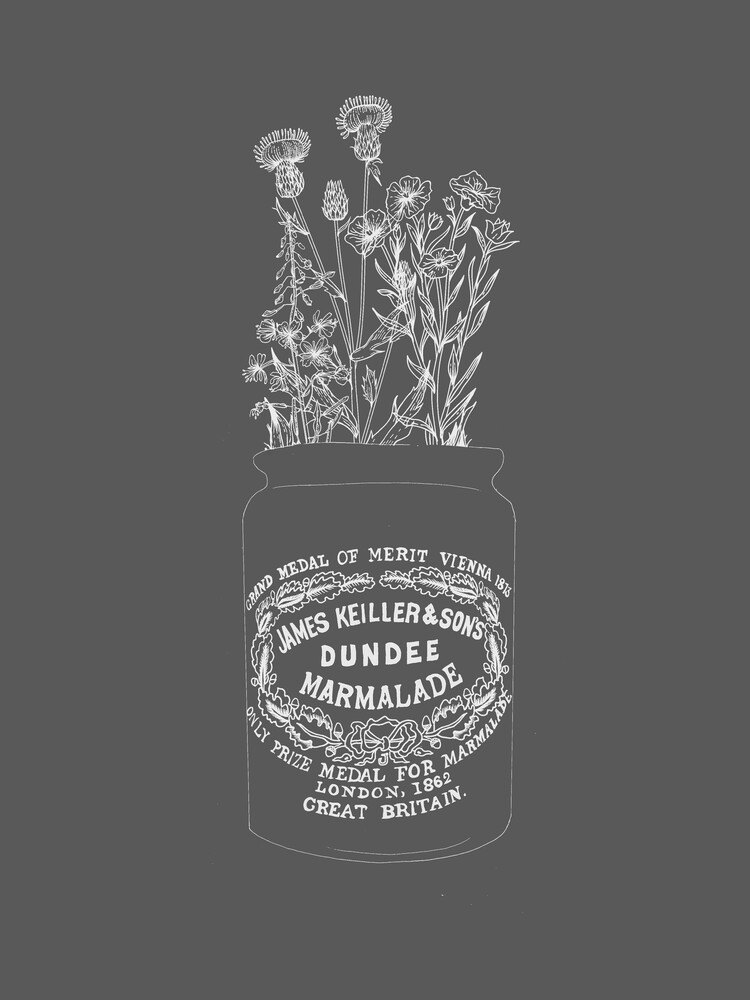 GRAND MEDAL OF MERIT VIENNA 1873
JAMES KEILLER & SON'S
DUNDEE
MARMALADE
ONLY PRIZE MEDAL FOR MARMALADE
LONDON, 1862
GREAT BRITAIN.